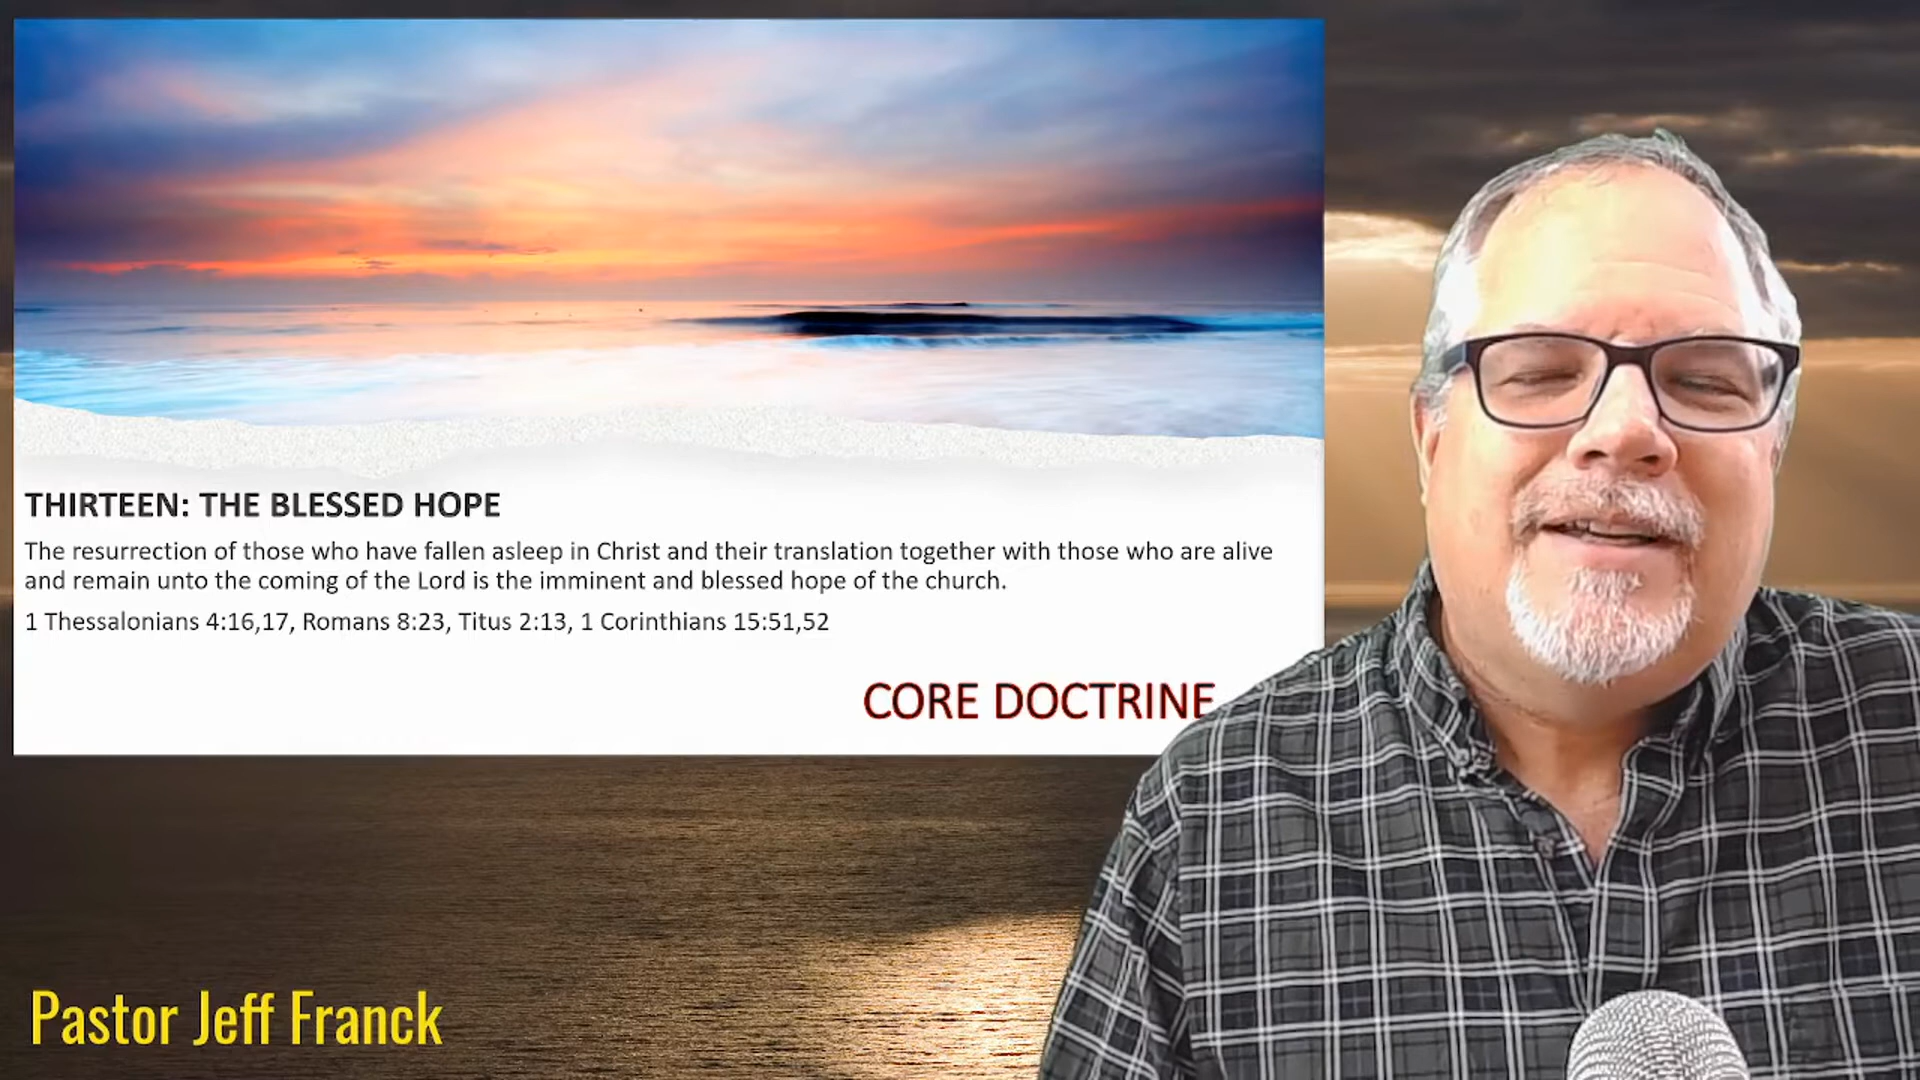 THIRTEEN: THE BLESSED HOPE
The resurrection of those who have fallen asleep in Christ and their translation together with those who are alive
and remain unto the coming of the Lord is the imminent and blessed hope of the church.
1 Thessalonians 4:16,17, Romans 8:23, Titus 2:13, 1 Corinthians 15:51,52
CORE DOCTRINE
Pastor Jeff Franck